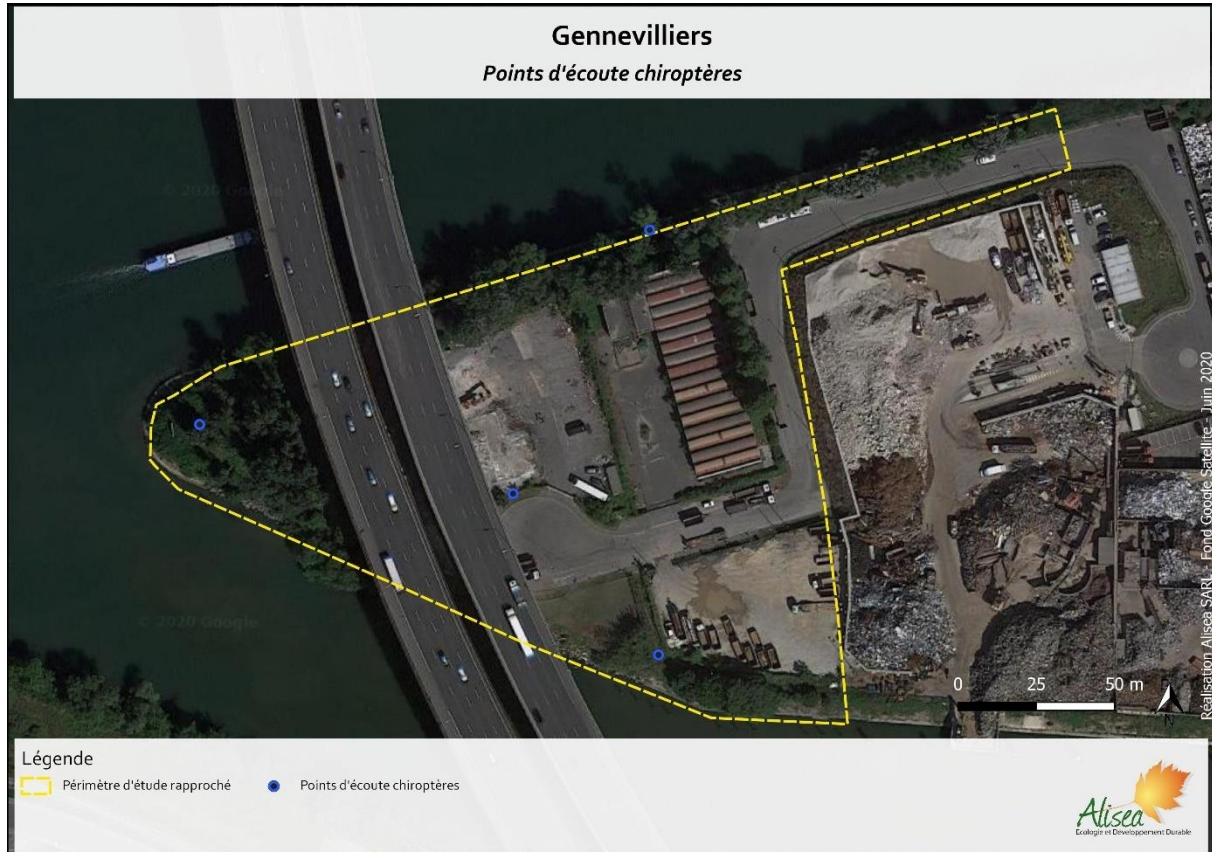 Gennevilliers
Points d'écoute chiroptères
© 2020 Google
© 2020 Google
Réalisation Alisea SARL - Fond Google Satellite - Juin 2020
0 25 50 m
N
Légende
Périmètre d'étude rapproché
Points d'écoute chiroptères
Alisea
Ecologie et Développement Durable